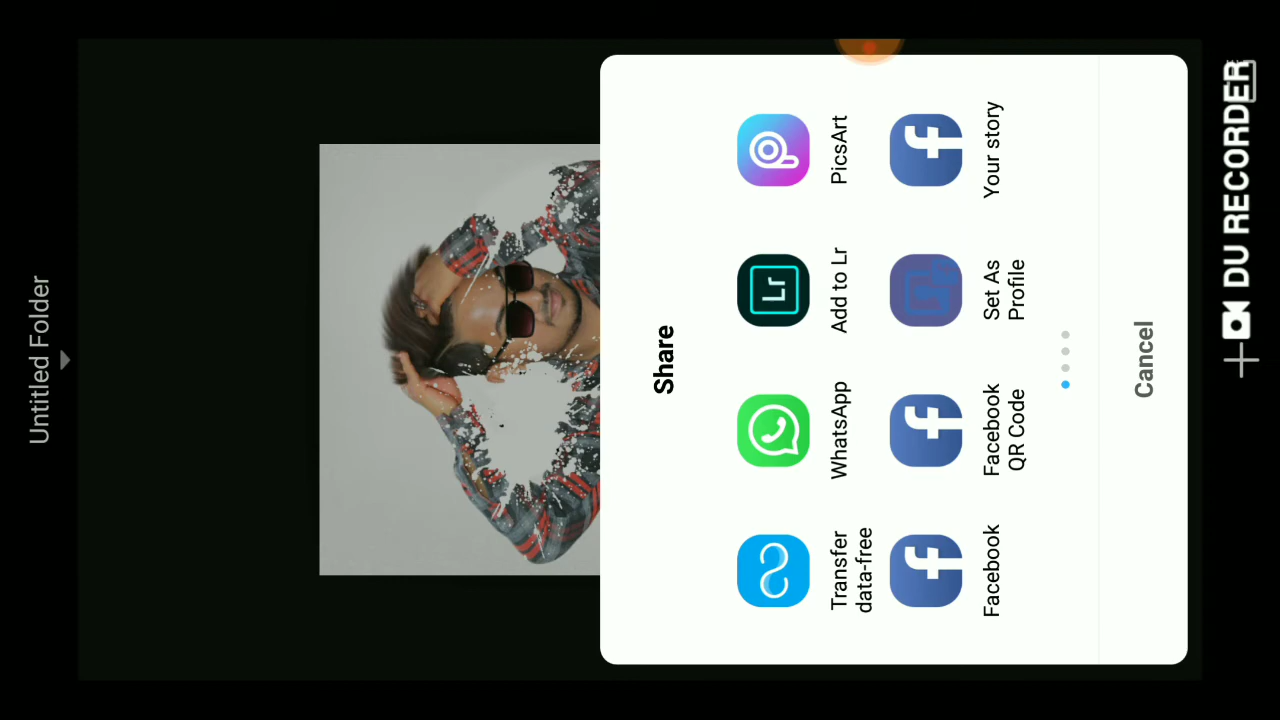 Untitled Folder
Share
Transfer
data-free
WhatsApp
Add to Lr
PicsArt
Facebook
Facebook
QR Code
Set As
Profile
Your story
Cancel
DU RECORDER
Lr